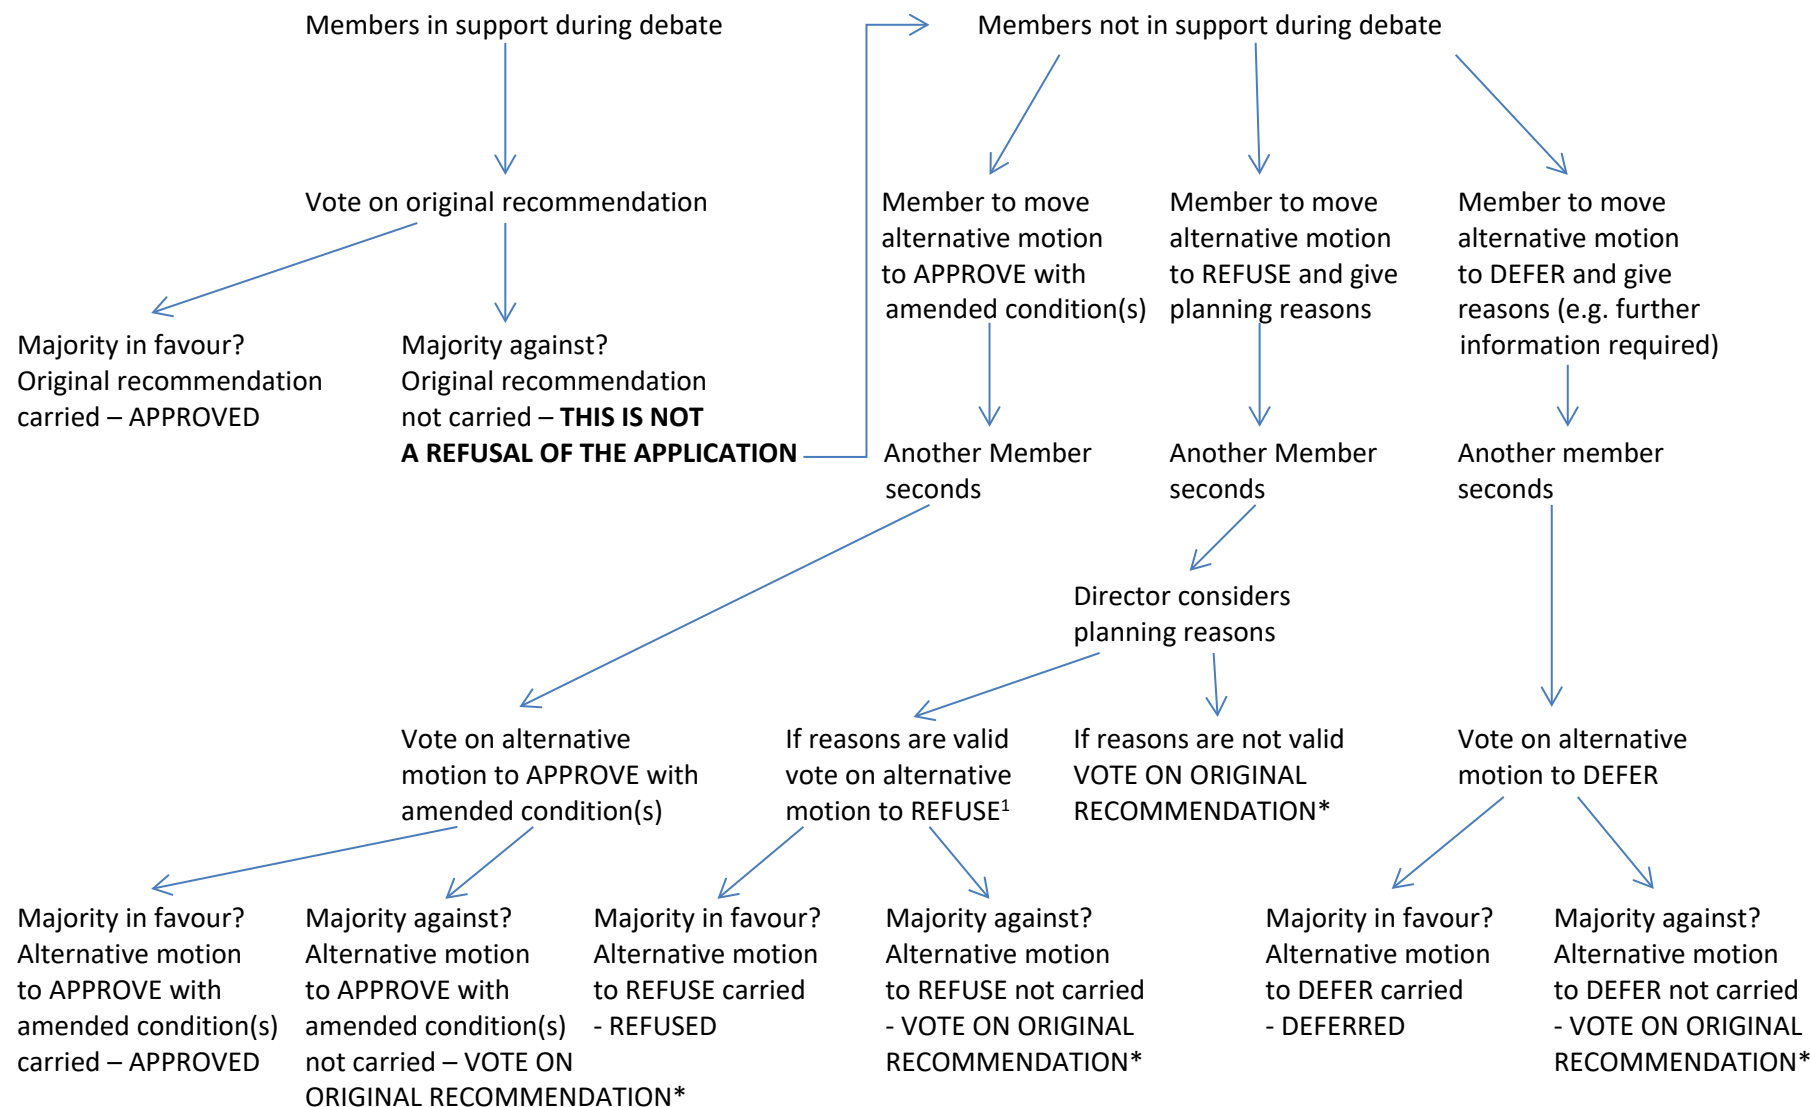 Members in support during debate
Members not in support during debate
Vote on original recommendation
Majority in favour?
Original recommendation
carried – APPROVED
Majority against?
Original recommendation
not carried – THIS IS NOT
A REFUSAL OF THE APPLICATION
Member to move
alternative motion
to APPROVE with
amended condition(s)
Member to move
alternative motion
to REFUSE and give
planning reasons
Member to move
alternative motion
to DEFER and give
reasons (e.g. further
information required)
Another Member
seconds
Another Member
seconds
Another member
seconds
Director considers
planning reasons
Vote on alternative
motion to APPROVE with
amended condition(s)
If reasons are valid
vote on alternative
motion to REFUSE¹
If reasons are not valid
VOTE ON ORIGINAL
RECOMMENDATION*
Vote on alternative
motion to DEFER
Majority in favour?
Alternative motion
to APPROVE with
amended condition(s)
carried – APPROVED
Majority against?
Alternative motion
to APPROVE with
amended condition(s)
not carried – VOTE ON
ORIGINAL RECOMMENDATION*
Majority in favour?
Alternative motion
to REFUSE carried
- REFUSED
Majority against?
Alternative motion
to REFUSE not carried
- VOTE ON ORIGINAL
RECOMMENDATION*
Majority in favour?
Alternative motion
to DEFER carried
- DEFERRED
Majority against?
Alternative motion
to DEFER not carried
- VOTE ON ORIGINAL
RECOMMENDATION*